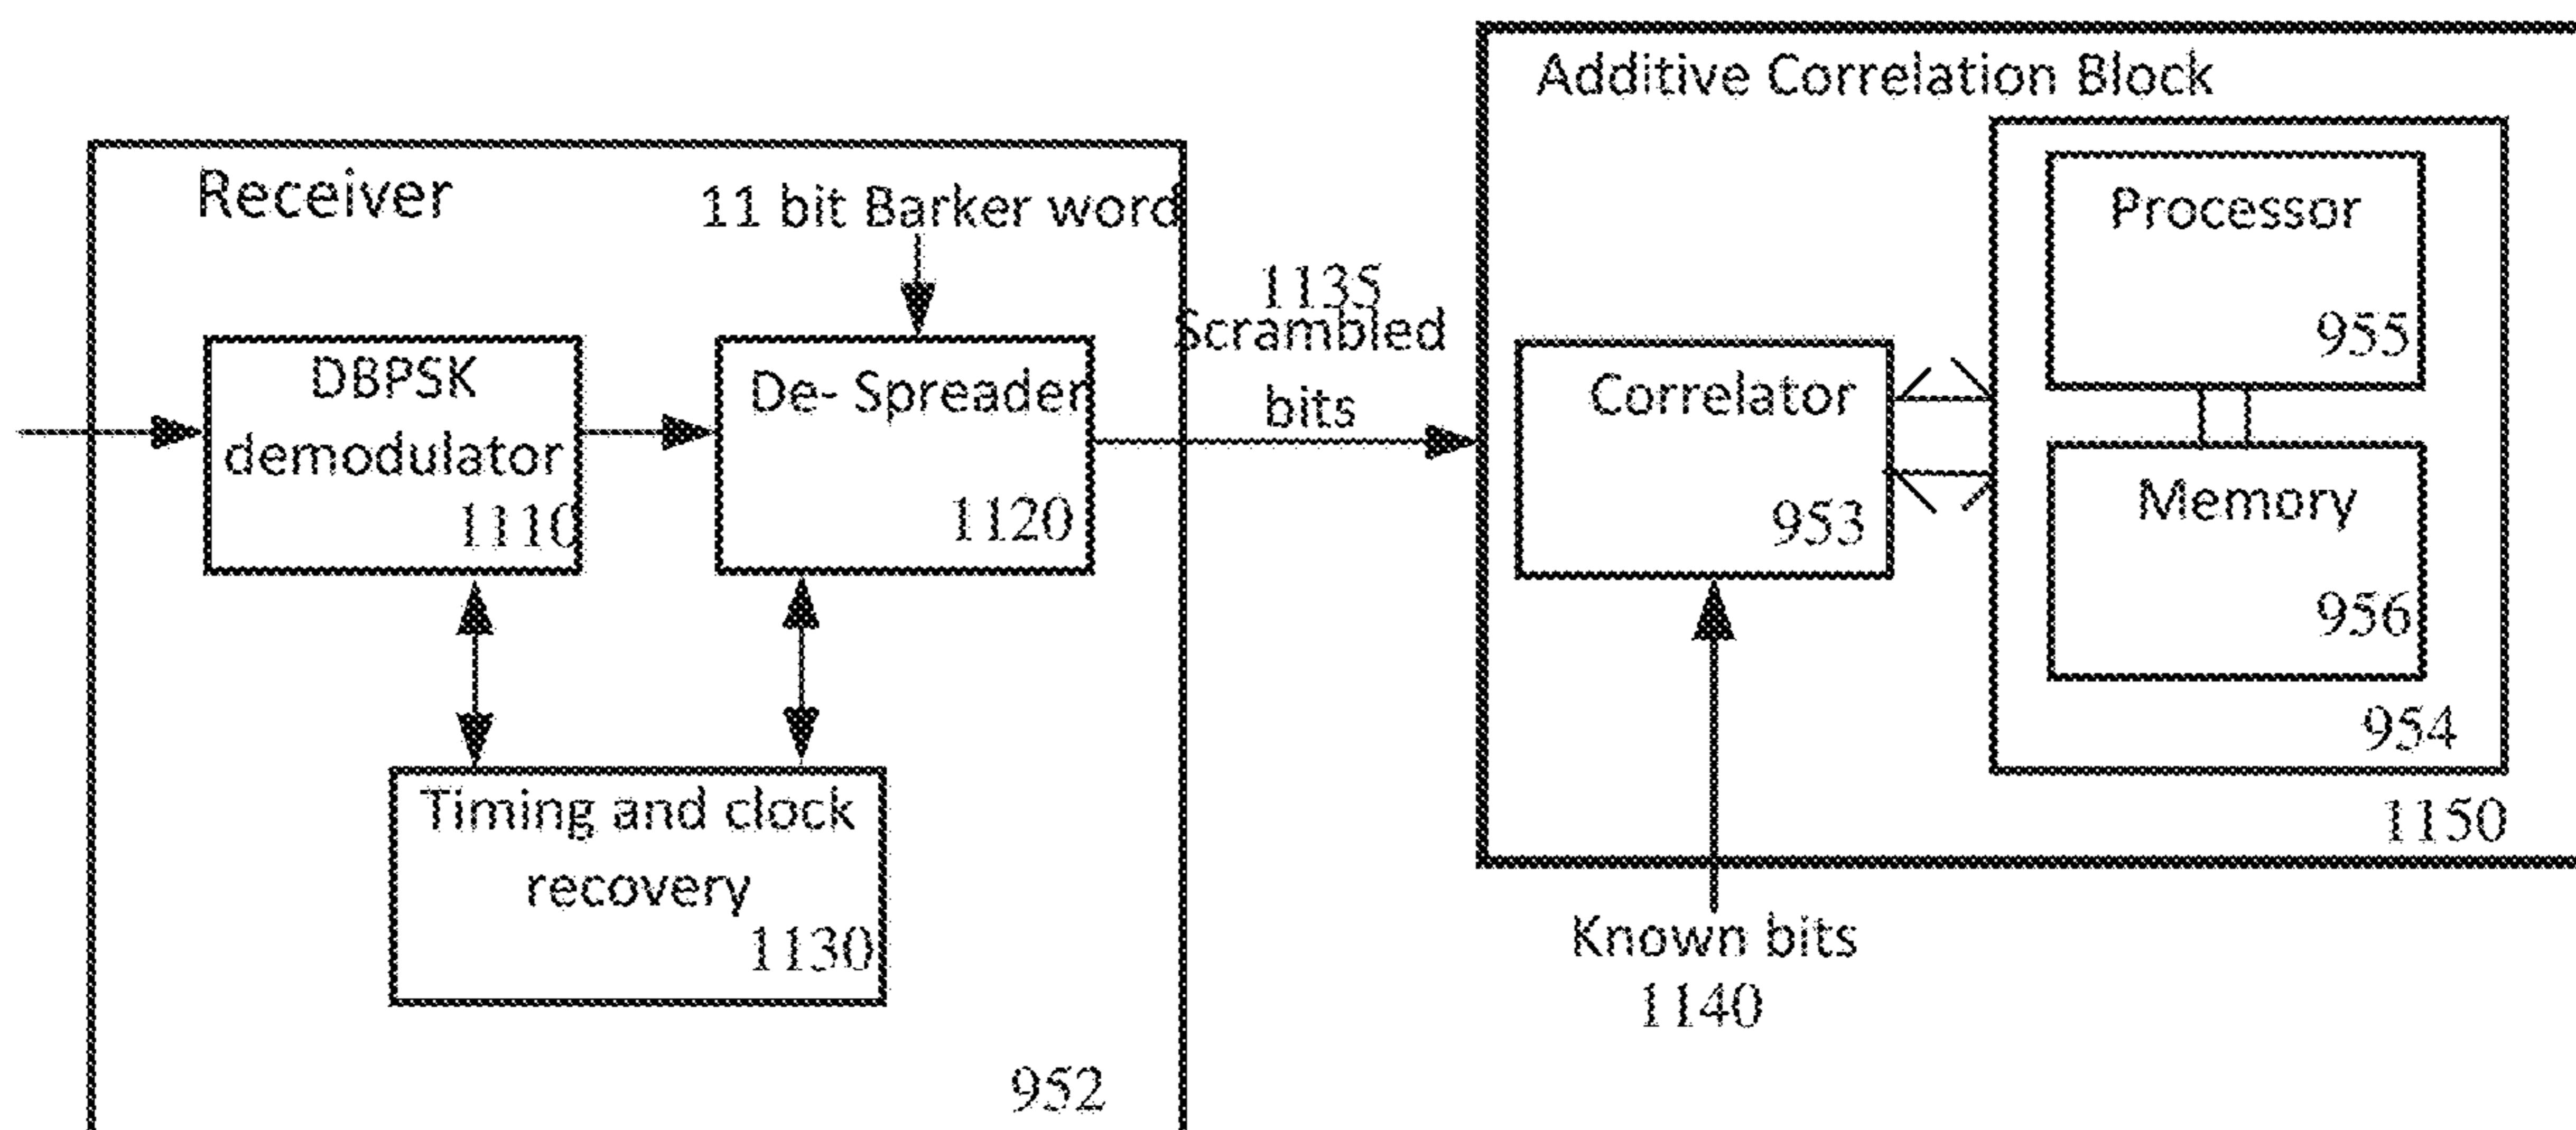 Additive Correlation Block
Receiver
11 bit Barker word
Processor
955
1135
Scrambled
bits
DBPSK
demodulator
1110
De- Spreader
1120
Correlator
953
Memory
956
954
1150
Timing and clock
recovery
1130
Known bits
1140
952